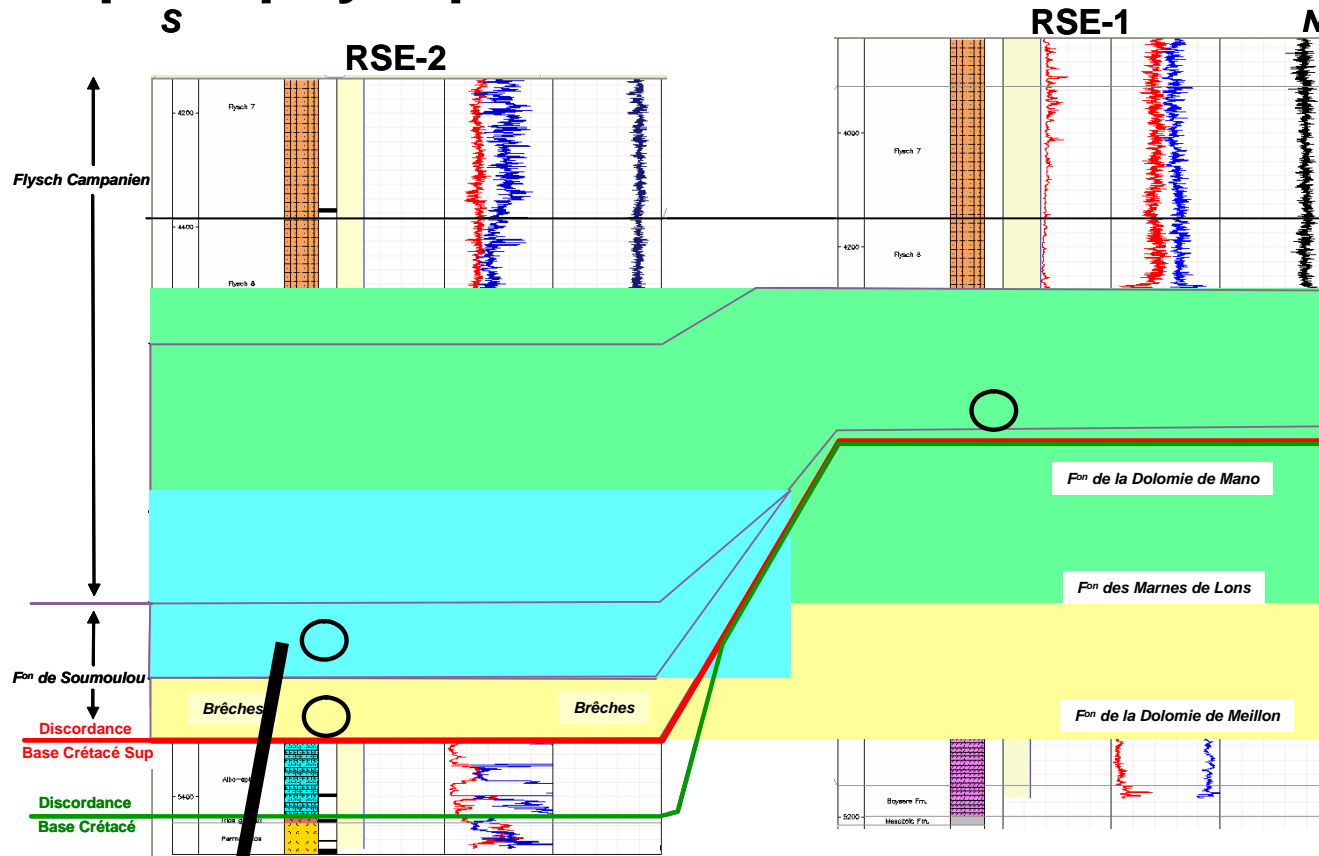 S
RSE-2
RSE-1
N
4200
Flysch 7
4000
Flysch 7
Flysch Campanien
4400
4200
Flysch 8
Flysch 8
Fon de la Dolomie de Mano
Fon des Marnes de Lons
Fon de Soumoulou
Brêches
Brêches
Fon de la Dolomie de Meillon
Discordance
Base Crétacé Sup
5400
Discordance
Base Crétacé
5200